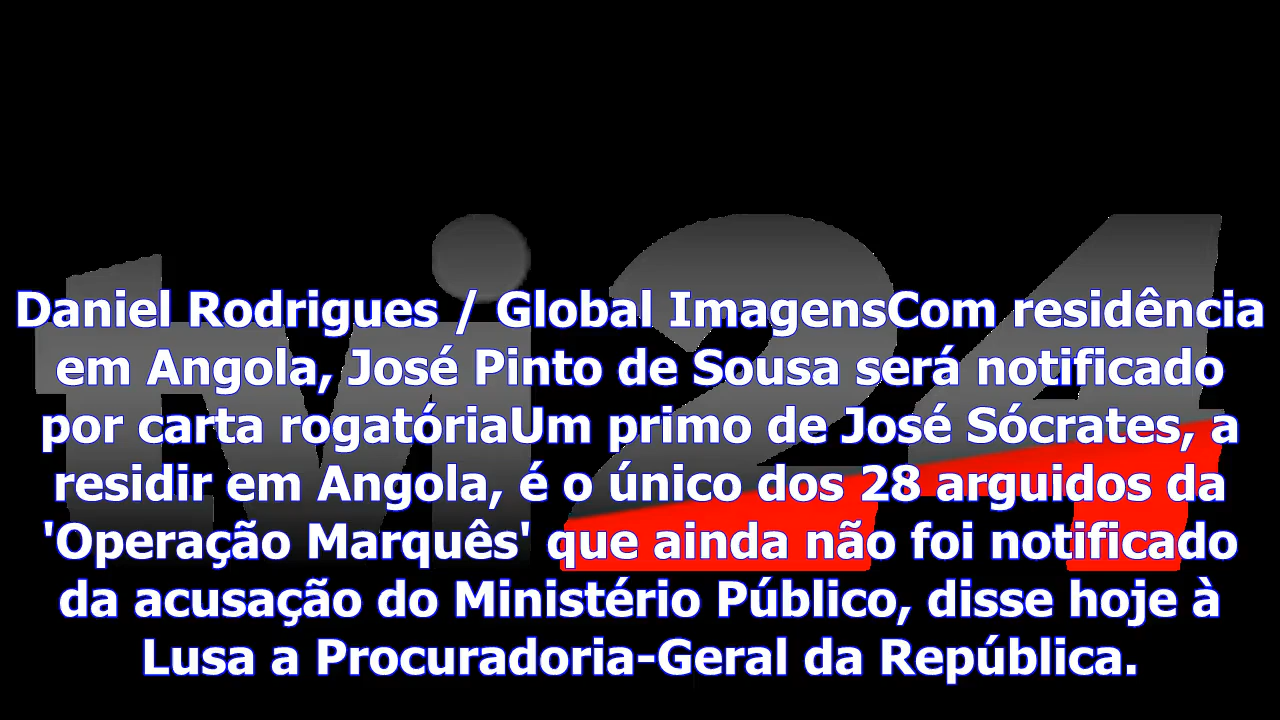 tvi24
Daniel Rodrigues / Global ImagensCom residência
em Angola, José Pinto de Sousa será notificado
por carta rogatóriaUm primo de José Sócrates, a
residir em Angola, é o único dos 28 arguidos da
'Operação Marquês' que ainda não foi notificado
da acusação do Ministério Público, disse hoje à
Lusa a Procuradoria-Geral da República.